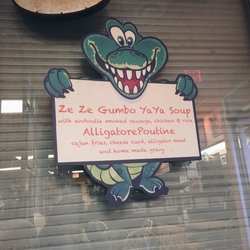 Ze Ze Gumbo YaYa Soup
with andouille smoked sausage, chicken & rice
AlligatorePoutine
cajun fries, cheese curd, alligator meat
and home made gravy